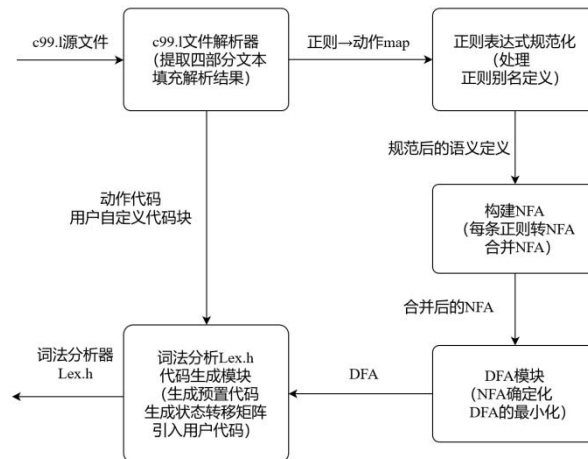 c99.l源文件
c99.l文件解析器
（提取四部分文本
填充解析结果）
正则→动作map
正则表达式规范化
（处理
正则别名定义）
规范后的语义定义
动作代码
用户自定义代码块
构建NFA
（每条正则转NFA
合并NFA）
合并后的NFA
词法分析器
Lex.h
词法分析Lex.h
代码生成模块
（生成预置代码
生成状态转移矩阵
引入用户代码）
DFA
DFA模块
（NFA确定化
DFA的最小化）